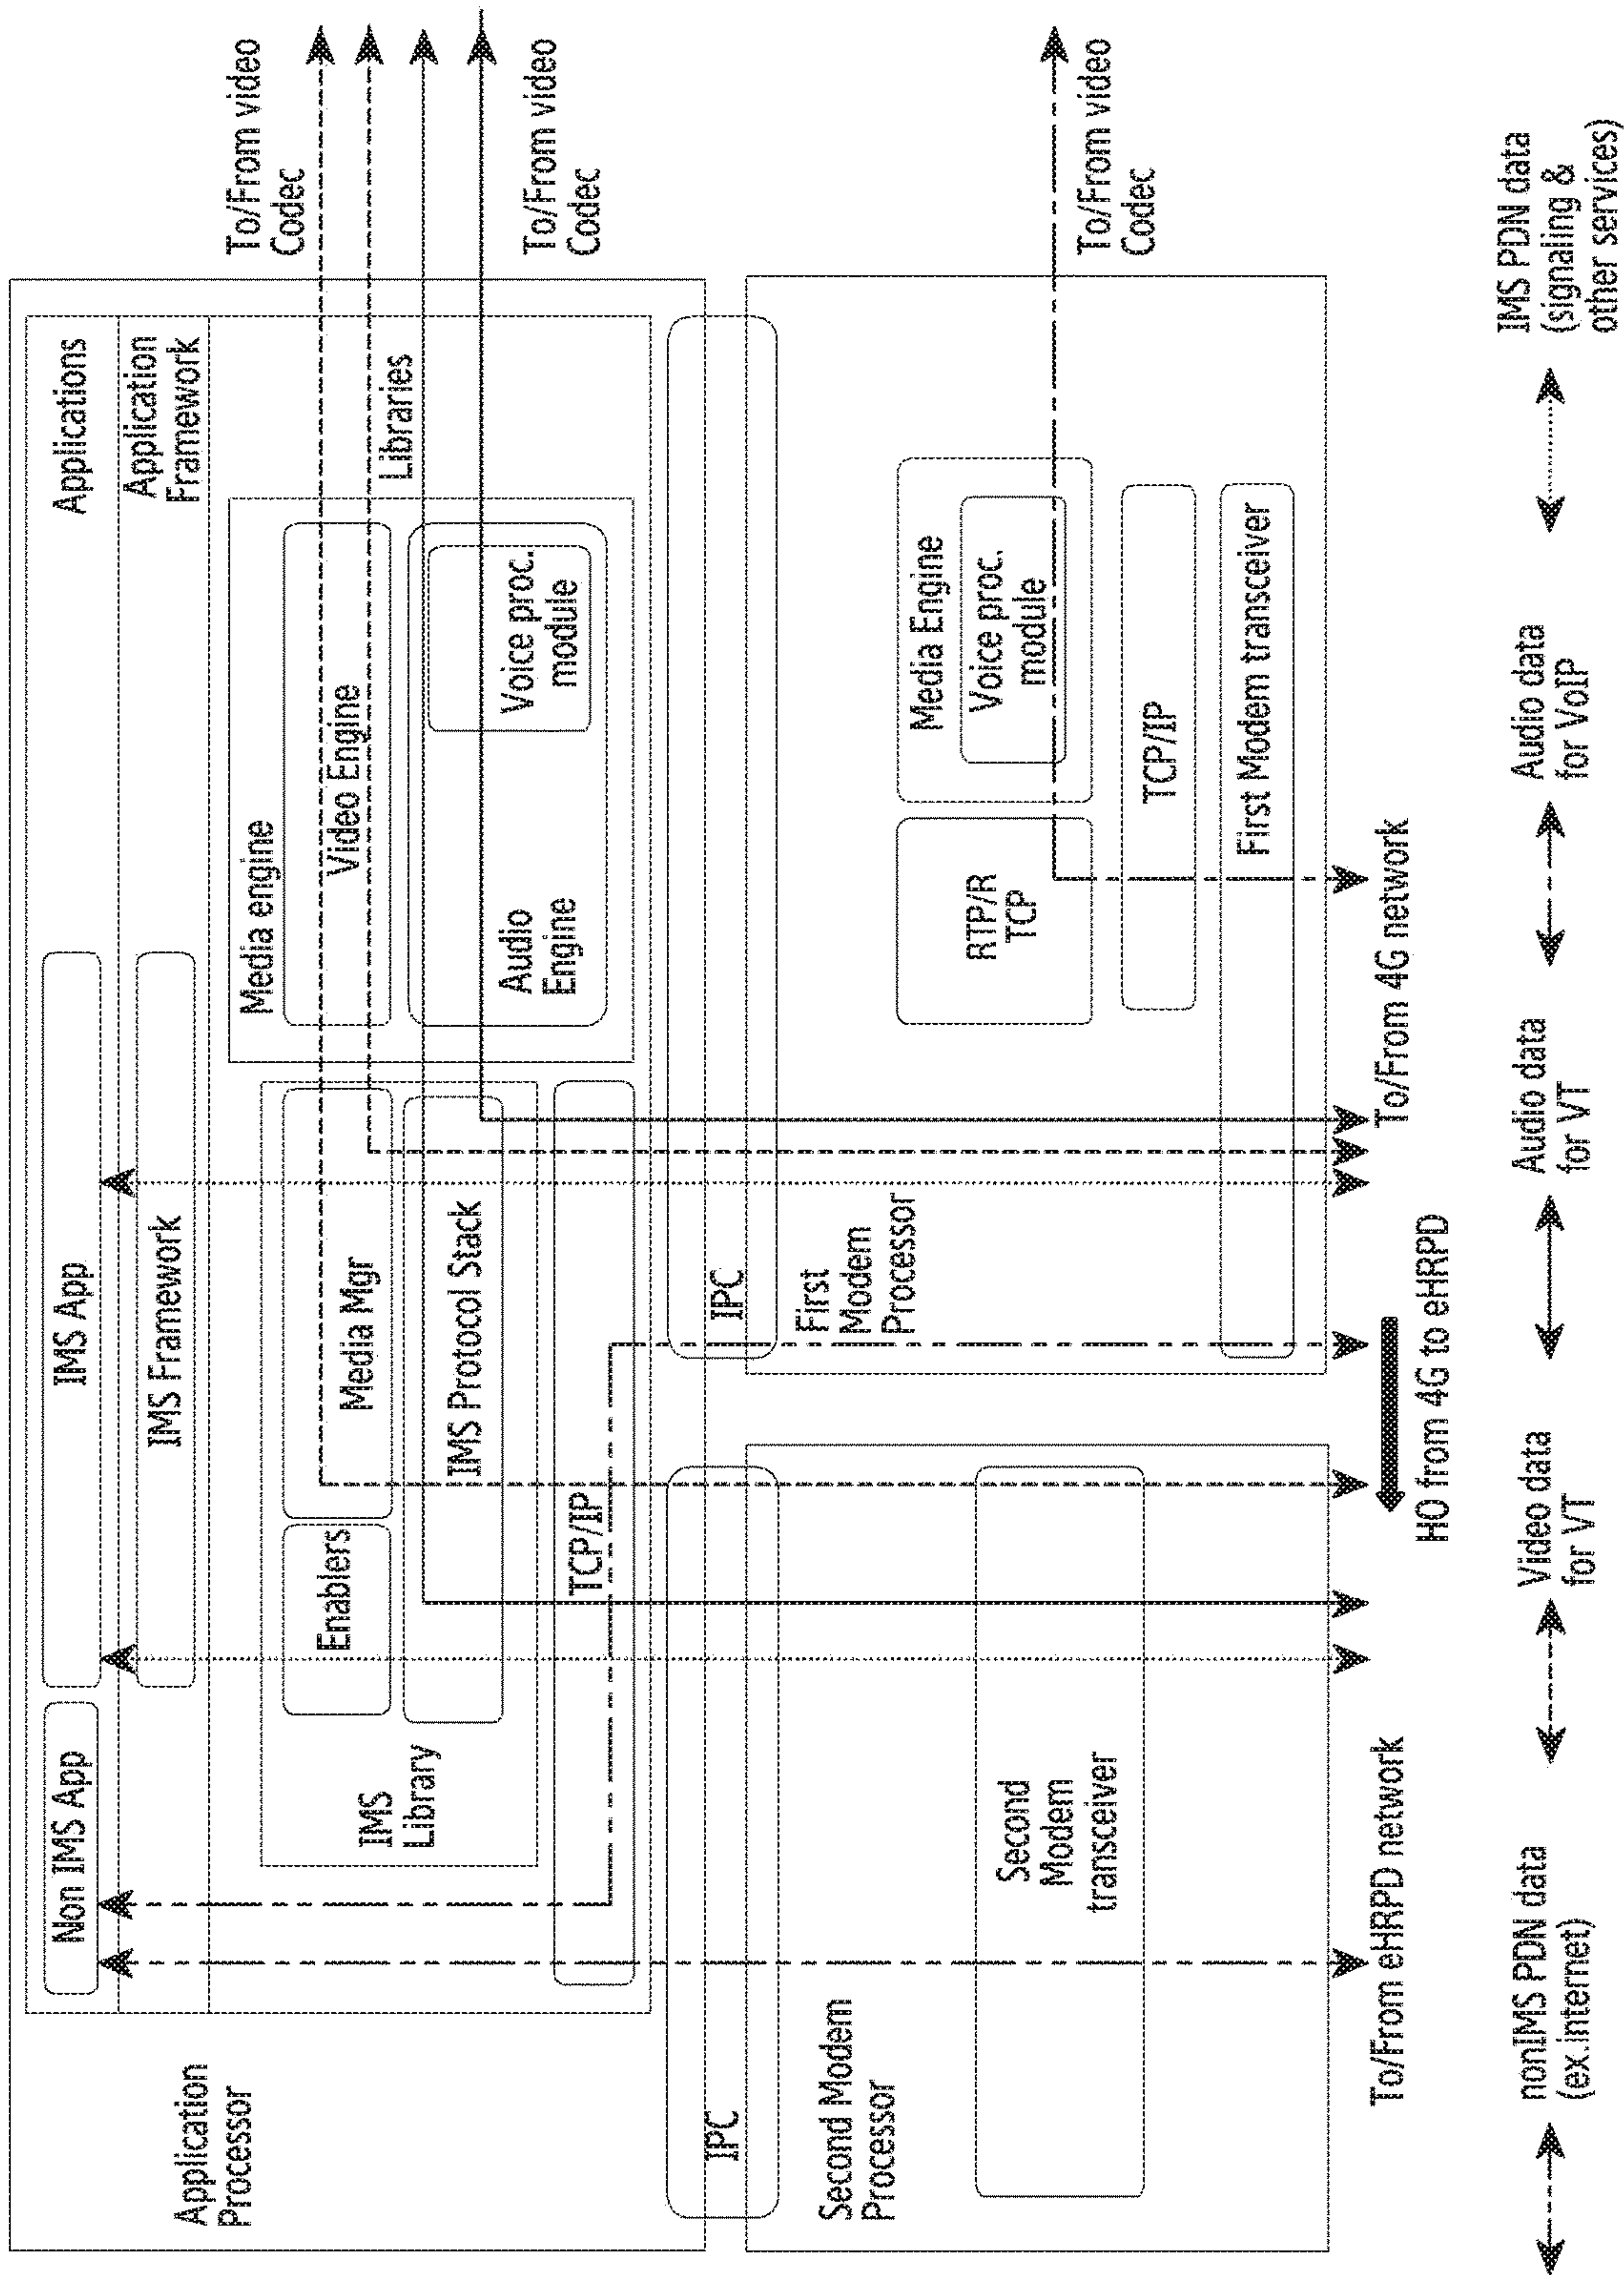 Application
Processor
Non IMS App
IMS App
Applications
IMS Framework
Application
Framework
Libraries
IMS
Library
Enablers
Media Mgr
IMS Protocol Stack
TCP/IP
Media engine
Video Engine
Audio
Engine
Voice proc.
module
To/From video
Codec
To/From video
Codec
IPC
IPC
Second Modem
Processor
Second
Modem
transceiver
First
Modem
Processor
RTP/R
TCP
Media Engine
Voice proc.
module
TCP/IP
First Modem transceiver
To/From video
Codec
To/From eHRPD network
HO from 4G to eHRPD
To/From 4G network
nonIMS PDN data
(ex.internet)
Video data
for VT
Audio data
for VT
Audio data
for VoIP
IMS PDN data
(signaling &
other services)